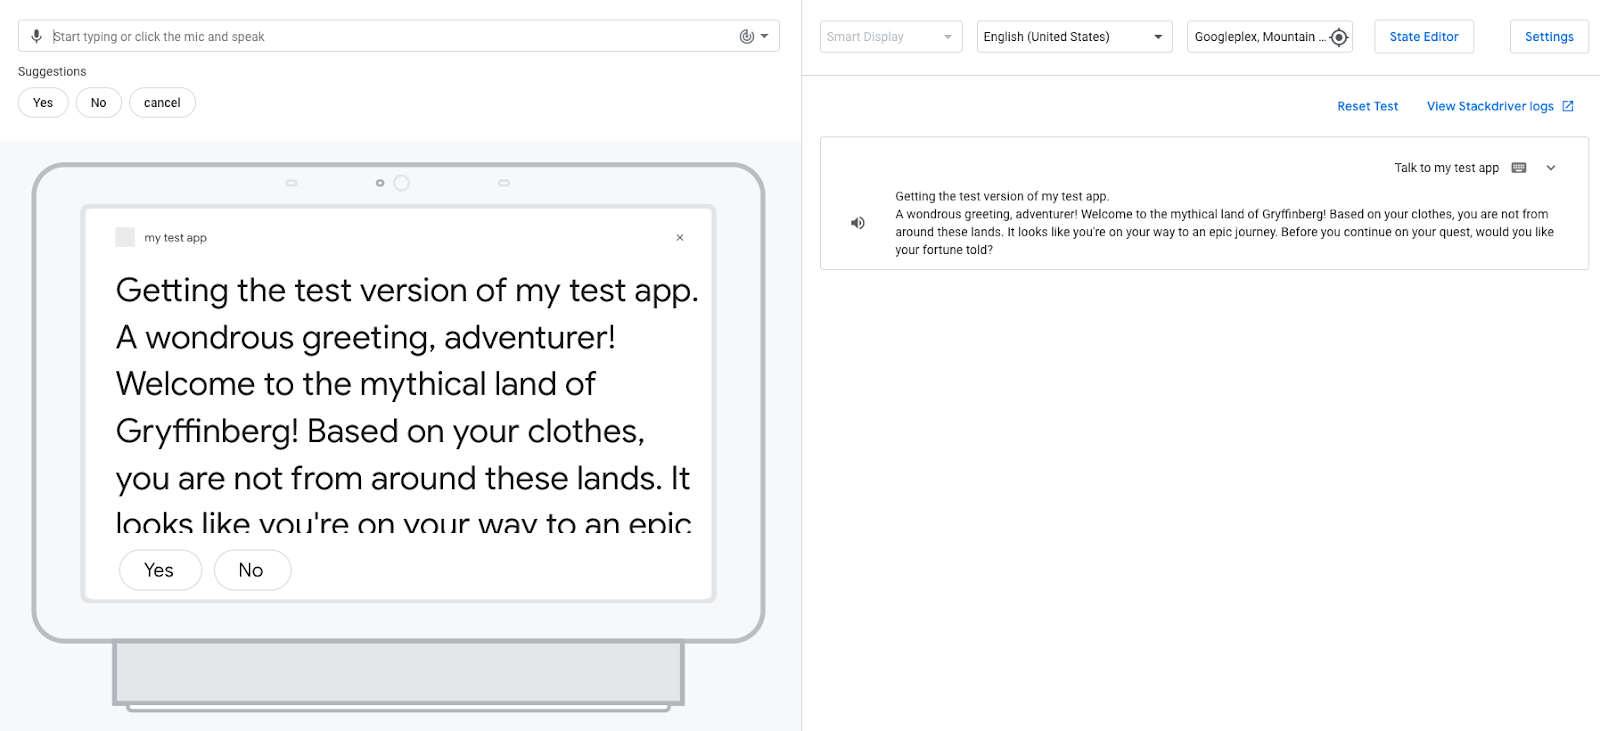 Start typing or click the mic and speak
Suggestions
Yes
No
cancel
my test app
Getting the test version of my test app.
A wondrous greeting, adventurer!
Welcome to the mythical land of
Gryffinberg! Based on your clothes,
you are not from around these lands. It
looks like you're on your way to an epic
Yes
No
Smart Display
English (United States)
Googleplex, Mountain ...
State Editor
Settings
Reset Test
View Stackdriver logs
Talk to my test app
Getting the test version of my test app.
A wondrous greeting, adventurer! Welcome to the mythical land of Gryffinberg! Based on your clothes, you are not from
around these lands. It looks like you're on your way to an epic journey. Before you continue on your quest, would you like
your fortune told?